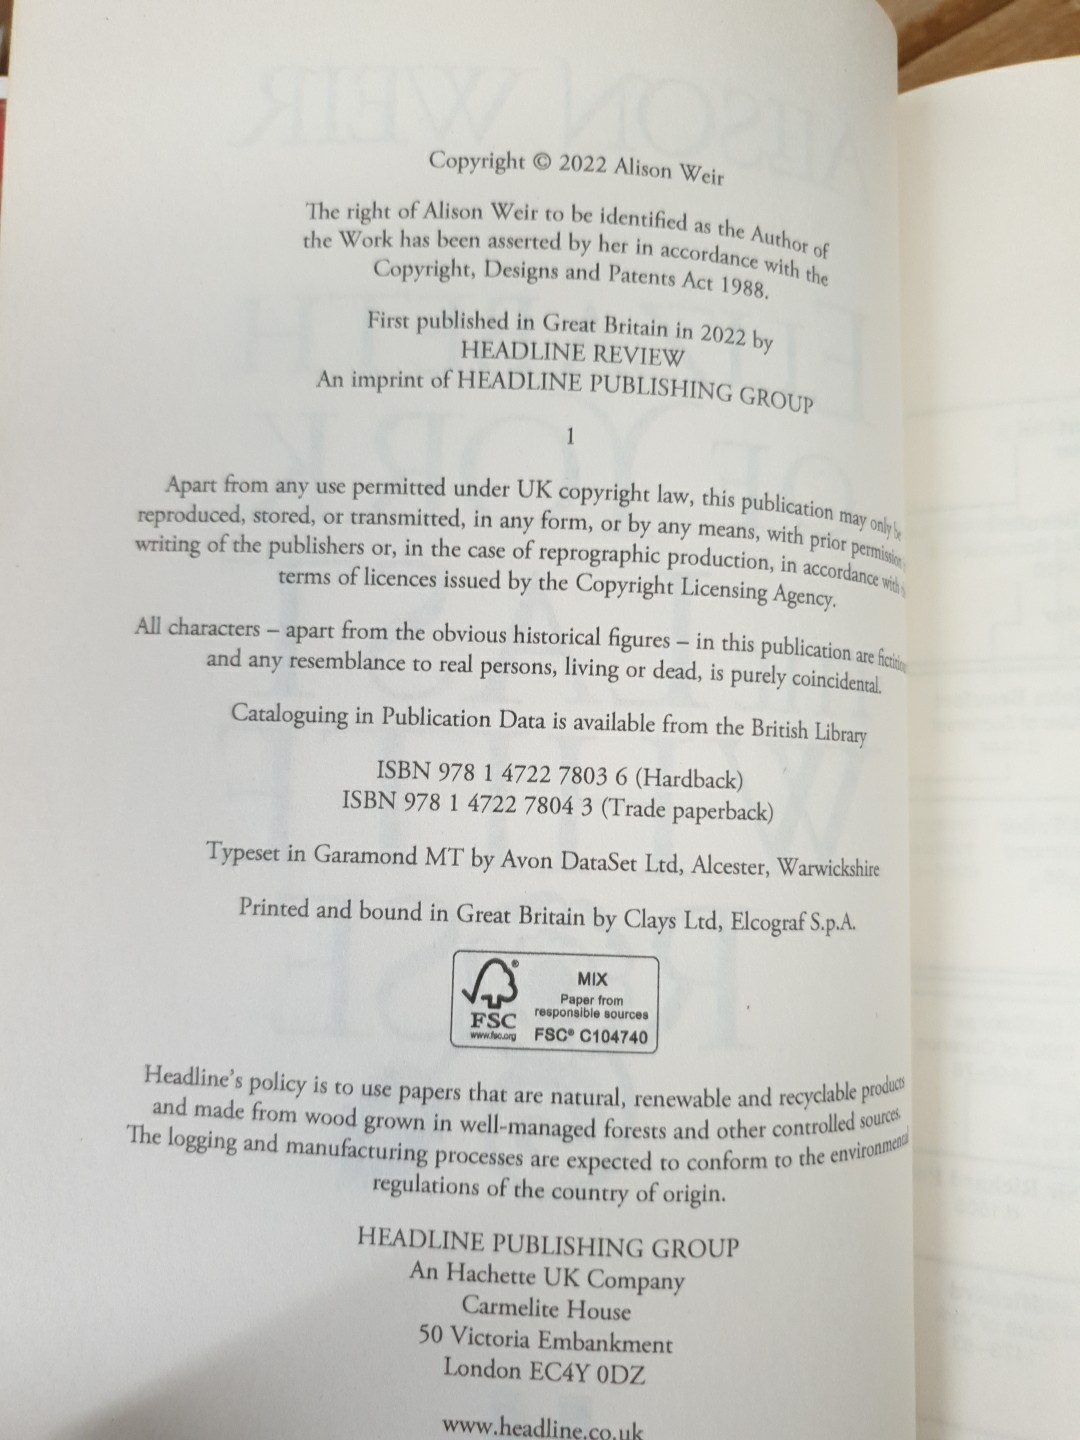 Copyright © 2022 Alison Weir
The right of Alison Weir to be identified as the Author of
the Work has been asserted by her in accordance with the
Copyright, Designs and Patents Act 1988.
First published in Great Britain in 2022 by
HEADLINE REVIEW
An imprint of HEADLINE PUBLISHING GROUP
1
Apart from any use permitted under UK copyright law, this publication may only be
reproduced, stored, or transmitted, in any form, or by any means, with prior permission
writing of the publishers or, in the case of reprographic production, in accordance with
terms of licences issued by the Copyright Licensing Agency.
All characters – apart from the obvious historical figures – in this publication are
and any resemblance to real persons, living or dead, is purely coincidental.
Cataloguing in Publication Data is available from the British Library
ISBN 978 1 4722 7803 6 (Hardback)
ISBN 978 1 4722 7804 3 (Trade paperback)
Typeset in Garamond MT by Avon DataSet Ltd, Alcester, Warwickshire
Printed and bound in Great Britain by Clays Ltd, Elcograf S.p.A.
MIX
Paper from
responsible sources
FSC® C104740
FSC
www.fsc.org
Headline's policy is to use papers that are natural, renewable and recyclable products
and made from wood grown in well-managed forests and other controlled sources.
The logging and manufacturing processes are expected to conform to the environmental
regulations of the country of origin.
HEADLINE PUBLISHING GROUP
An Hachette UK Company
Carmelite House
50 Victoria Embankment
London EC4Y 0DZ
www.headline.co.uk